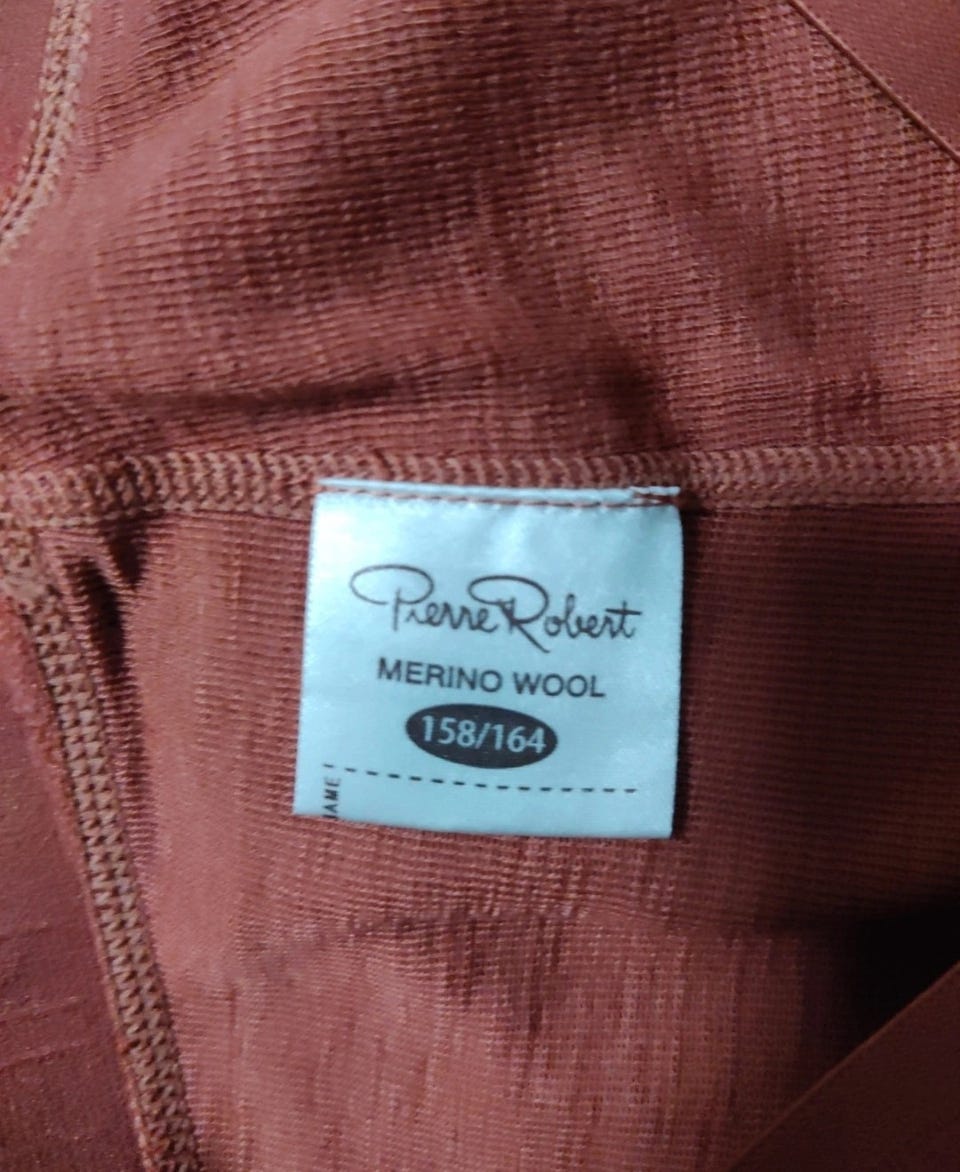 Pierre Robert
MERINO WOOL
158/164